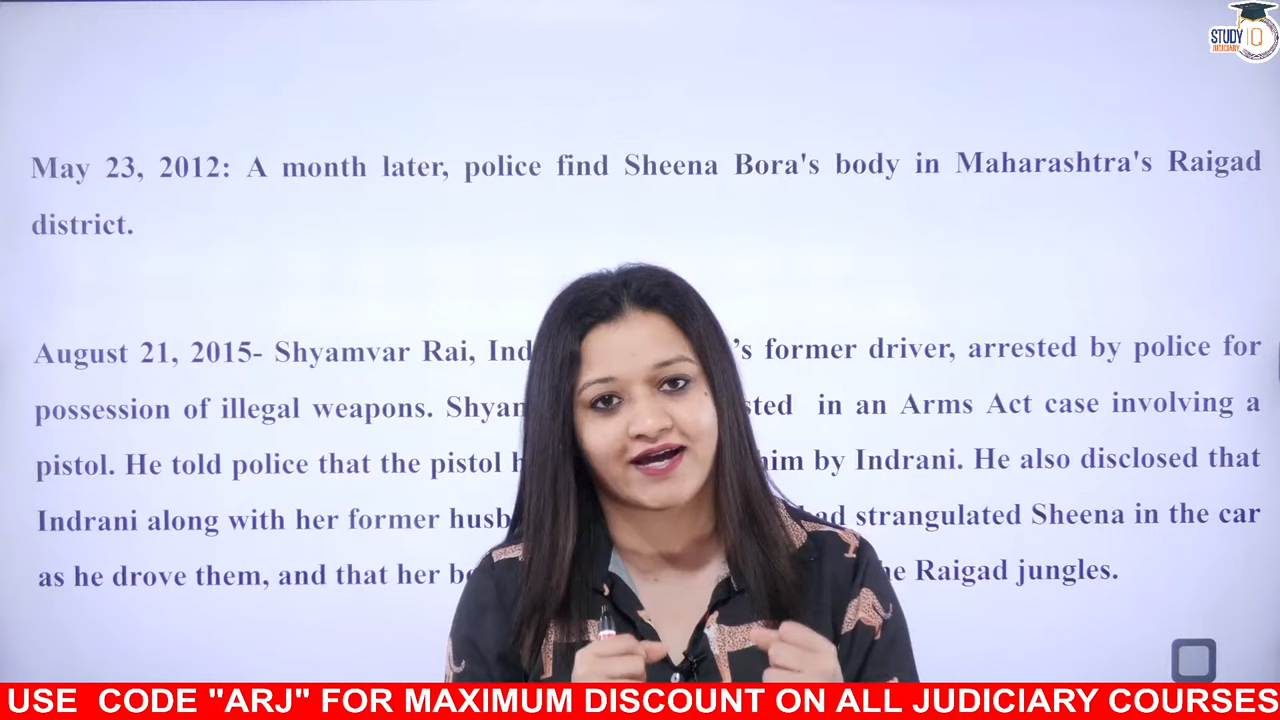 STUDY IQ
JUDICIARY
May 23, 2012: A month later, police find Sheena Bora's body in Maharashtra's Raigad
district.
August 21, 2015- Shyamvar Rai, Ind ’s former driver, arrested by police for
possession of illegal weapons. Shyan sted in an Arms Act case involving a
pistol. He told police that the pistol h him by Indrani. He also disclosed that
Indrani along with her former husb had strangulated Sheena in the car
as he drove them, and that her bo he Raigad jungles.
USE CODE "ARJ" FOR MAXIMUM DISCOUNT ON ALL JUDICIARY COURSES